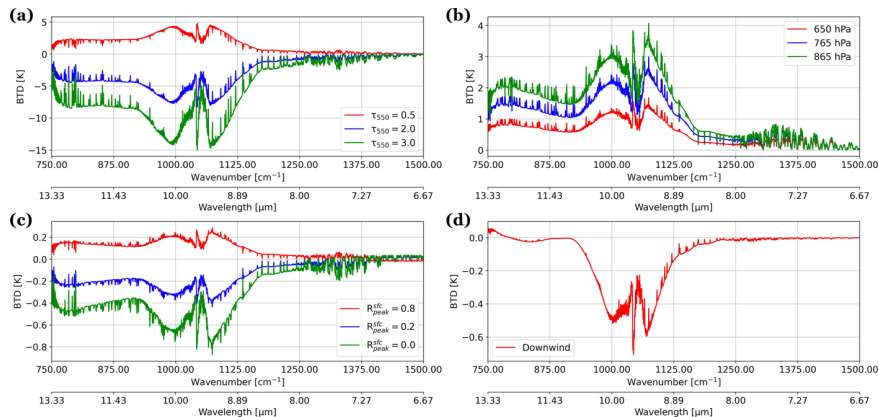 (a)
BTD [K]
5
0
−5
−10
−15
τ550 = 0.5
τ550 = 2.0
τ550 = 3.0
750.00 875.00 1000.00 1125.00 1250.00 1375.00 1500.00
Wavenumber [cm−1]
13.33 11.43 10.00 8.89 8.00 7.27 6.67
Wavelength [μm]
(b)
BTD [K]
4
3
2
1
0
650 hPa
765 hPa
865 hPa
750.00 875.00 1000.00 1125.00 1250.00 1375.00 1500.00
Wavenumber [cm−1]
13.33 11.43 10.00 8.89 8.00 7.27 6.67
Wavelength [μm]
(c)
BTD [K]
0.2
0.0
−0.2
−0.4
−0.6
−0.8
Rsfcpeak = 0.8
Rsfcpeak = 0.2
Rsfcpeak = 0.0
750.00 875.00 1000.00 1125.00 1250.00 1375.00 1500.00
Wavenumber [cm−1]
13.33 11.43 10.00 8.89 8.00 7.27 6.67
Wavelength [μm]
(d)
BTD [K]
0.0
−0.2
−0.4
−0.6
Downwind
750.00 875.00 1000.00 1125.00 1250.00 1375.00 1500.00
Wavenumber [cm−1]
13.33 11.43 10.00 8.89 8.00 7.27 6.67
Wavelength [μm]